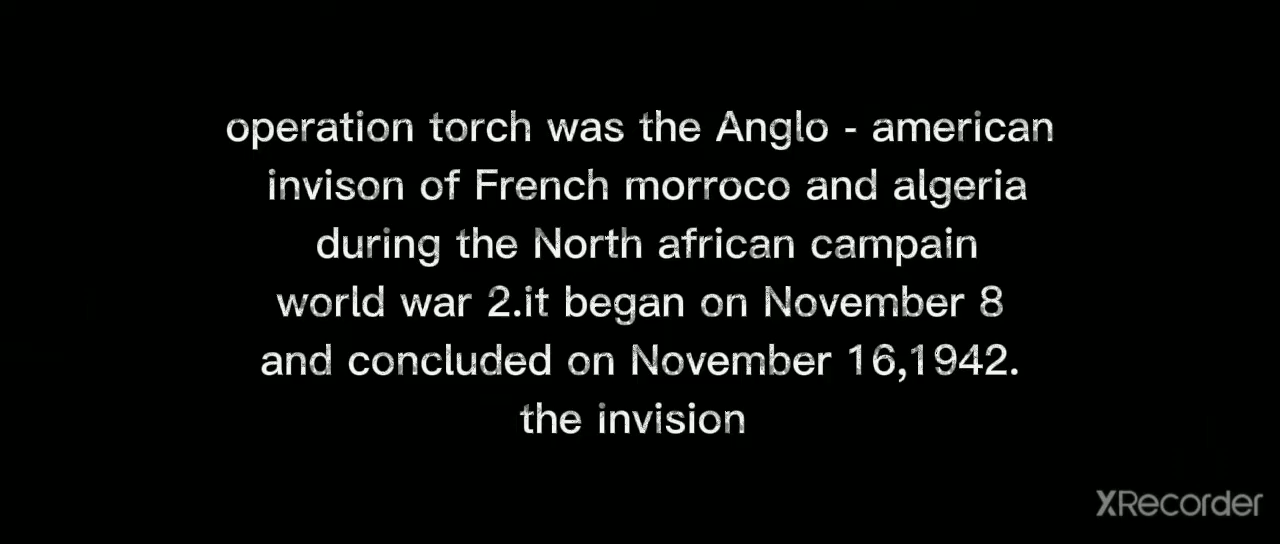 operation torch was the Anglo - american
invison of French morroco and algeria
during the North african campain
world war 2.it began on November 8
and concluded on November 16,1942.
the invision
XRecorder